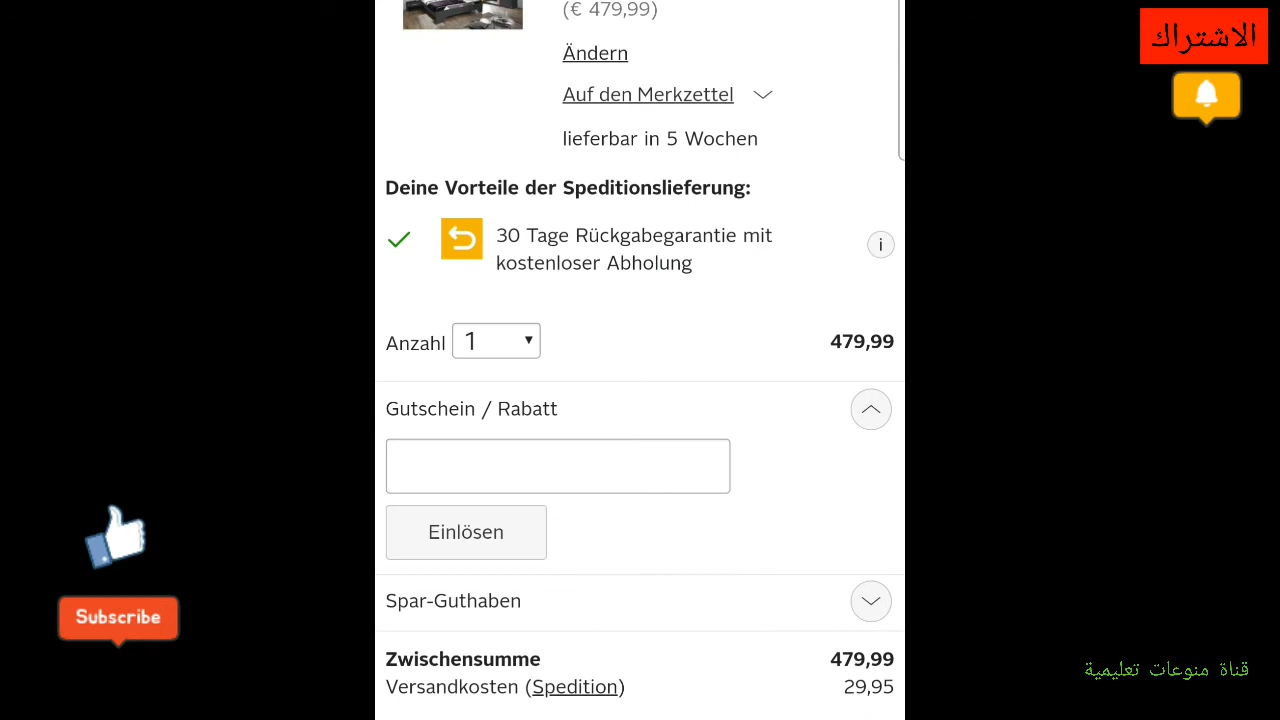 (€ 479,99)
Ändern
Auf den Merkzettel
lieferbar in 5 Wochen
Deine Vorteile der Speditionslieferung:
30 Tage Rückgabegarantie mit
kostenloser Abholung
i
Anzahl 1 479,99
Gutschein / Rabatt
Einlösen
Spar-Guthaben
Zwischensumme 479,99
Versandkosten (Spedition) 29,95
الاشتراك
Subscribe
قناة منوعات تعليمية